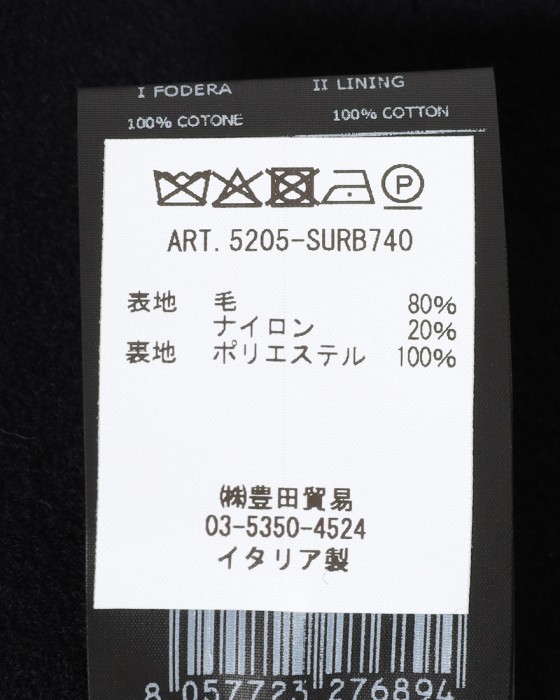 I FODERA II LINING
100% COTONE 100% COTTON
P
ART. 5205-SURB740
表地 毛 80%
ナイロン 20%
裏地 ポリエステル 100%
㈱豊田貿易
03-5350-4524
イタリア製
8 057723 276894